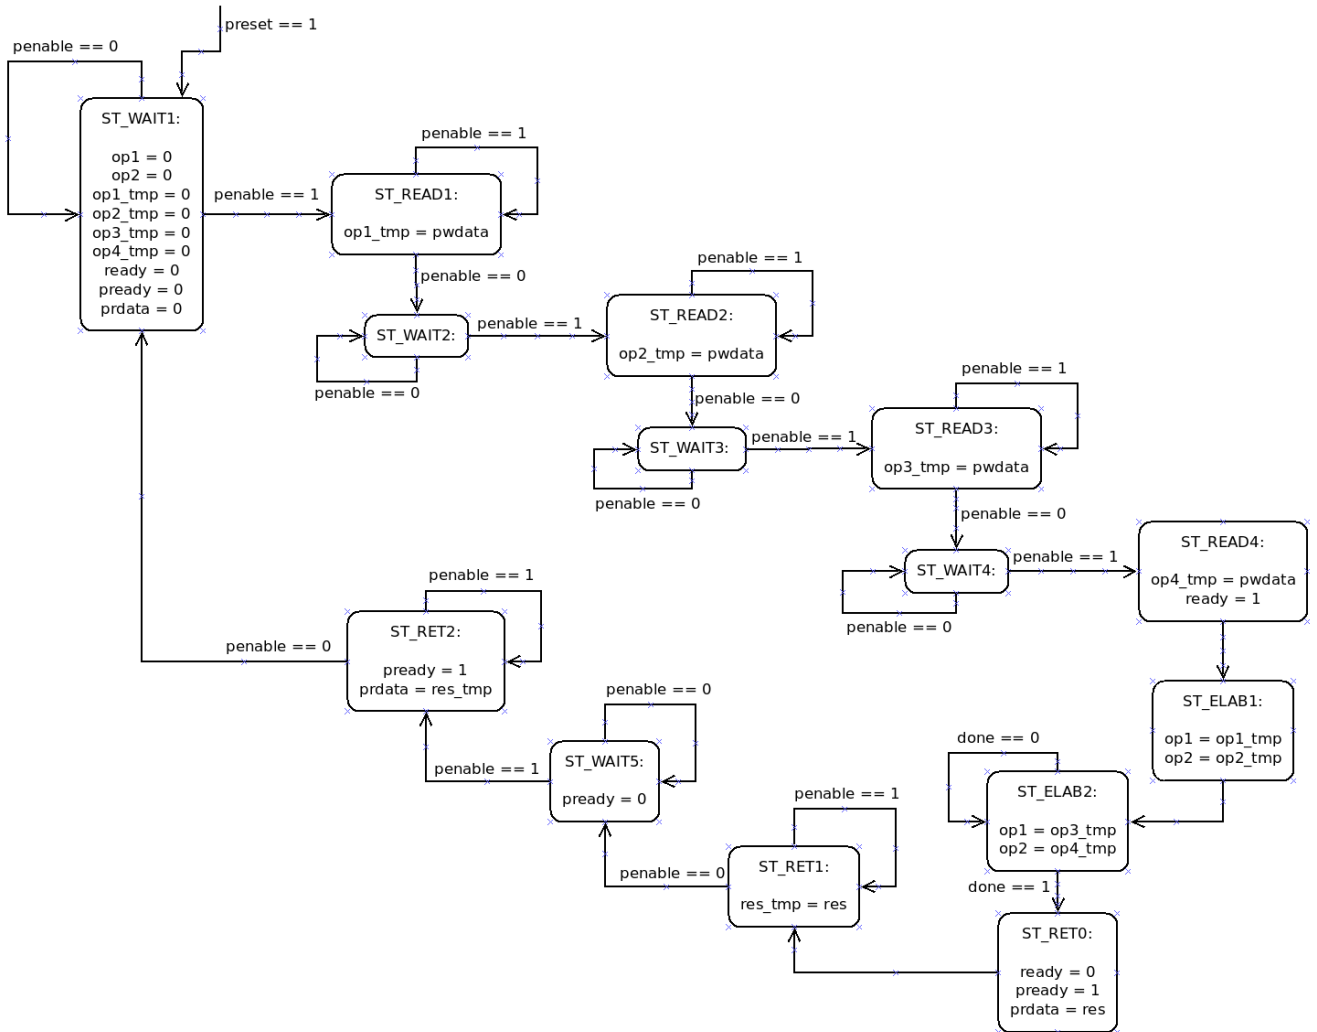 preset == 1
penable == 0
ST_WAIT1:
op1 = 0
op2 = 0
op1_tmp = 0
op2_tmp = 0
op3_tmp = 0
op4_tmp = 0
ready = 0
pready = 0
prdata = 0
penable == 1
penable == 1
ST_READ1:
op1_tmp = pwdata
penable == 0
ST_WAIT2:
penable == 0
penable == 1
penable == 1
ST_READ2:
op2_tmp = pwdata
penable == 0
ST_WAIT3:
penable == 0
penable == 1
penable == 1
ST_READ3:
op3_tmp = pwdata
penable == 0
ST_WAIT4:
penable == 0
penable == 1
ST_READ4:
op4_tmp = pwdata
ready = 1
ST_ELAB1:
op1 = op1_tmp
op2 = op2_tmp
done == 0
ST_ELAB2:
op1 = op3_tmp
op2 = op4_tmp
done == 1
ST_RET0:
ready = 0
pready = 1
prdata = res
penable == 1
ST_RET1:
res_tmp = res
penable == 0
penable == 0
ST_WAIT5:
pready = 0
penable == 1
penable == 1
ST_RET2:
pready = 1
prdata = res_tmp
penable == 0